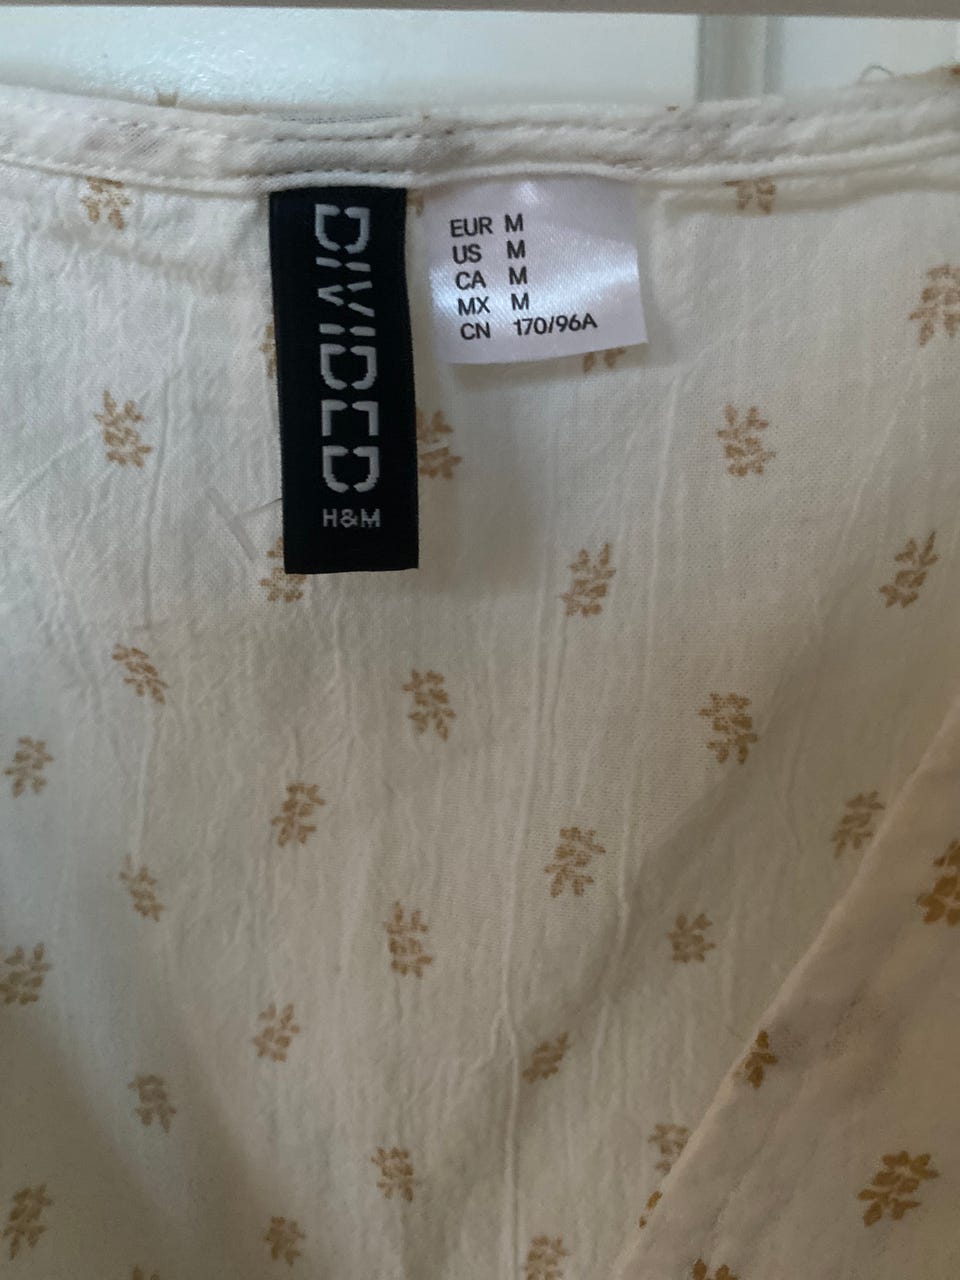 DIVIDED
H&M
EUR M
US M
CA M
MX M
CN 170/96A